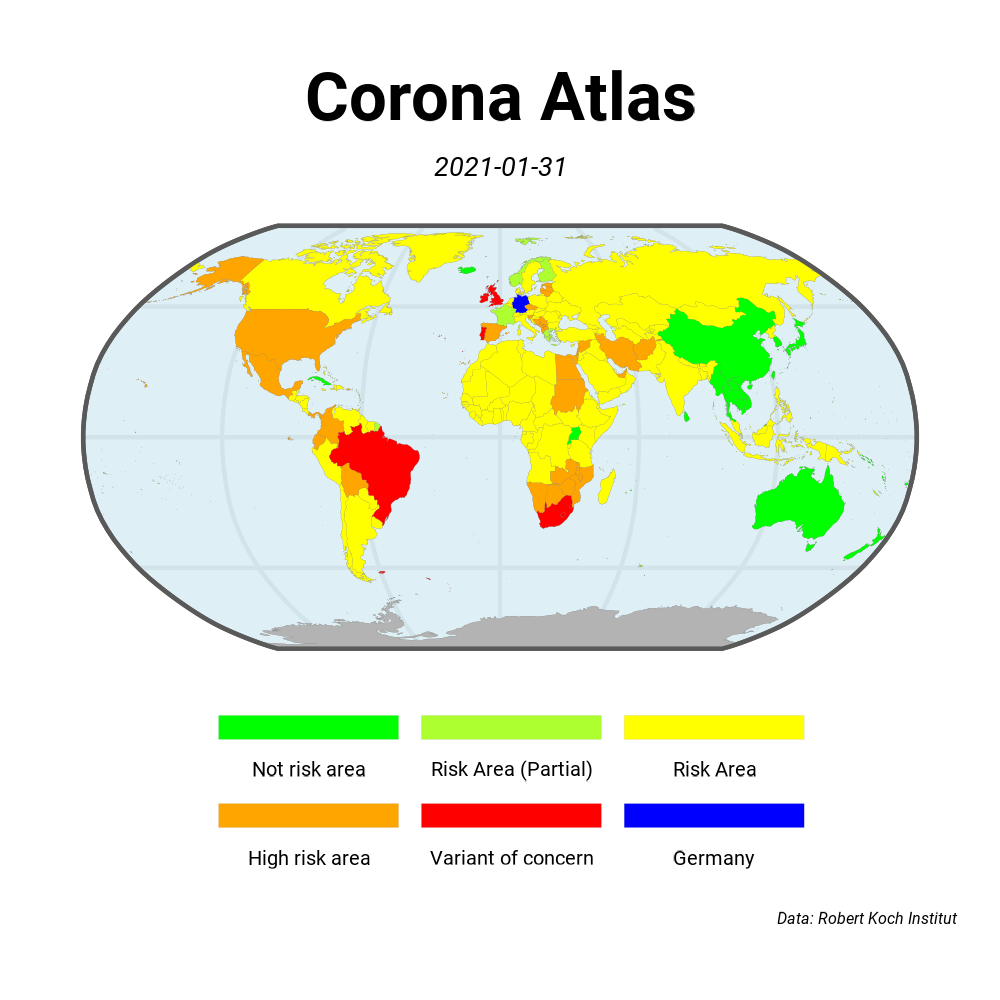 Corona Atlas
2021-01-31
Not risk area
Risk Area (Partial)
Risk Area
High risk area
Variant of concern
Germany
Data: Robert Koch Institut